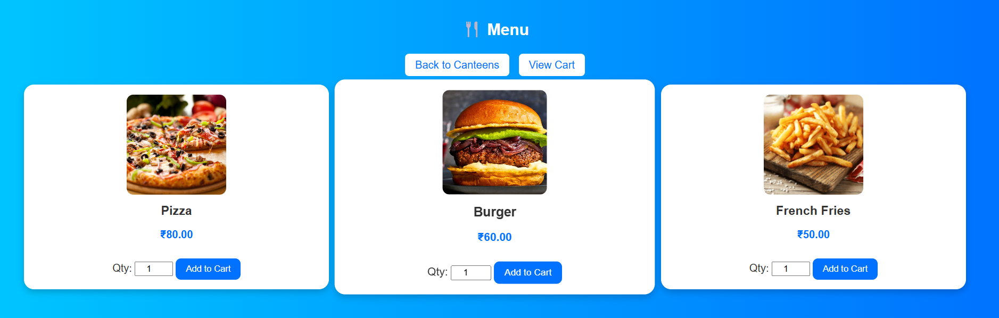 🍴 Menu
Back to Canteens View Cart
Pizza
₹80.00
Qty: 1 Add to Cart
Burger
₹60.00
Qty: 1 Add to Cart
French Fries
₹50.00
Qty: 1 Add to Cart